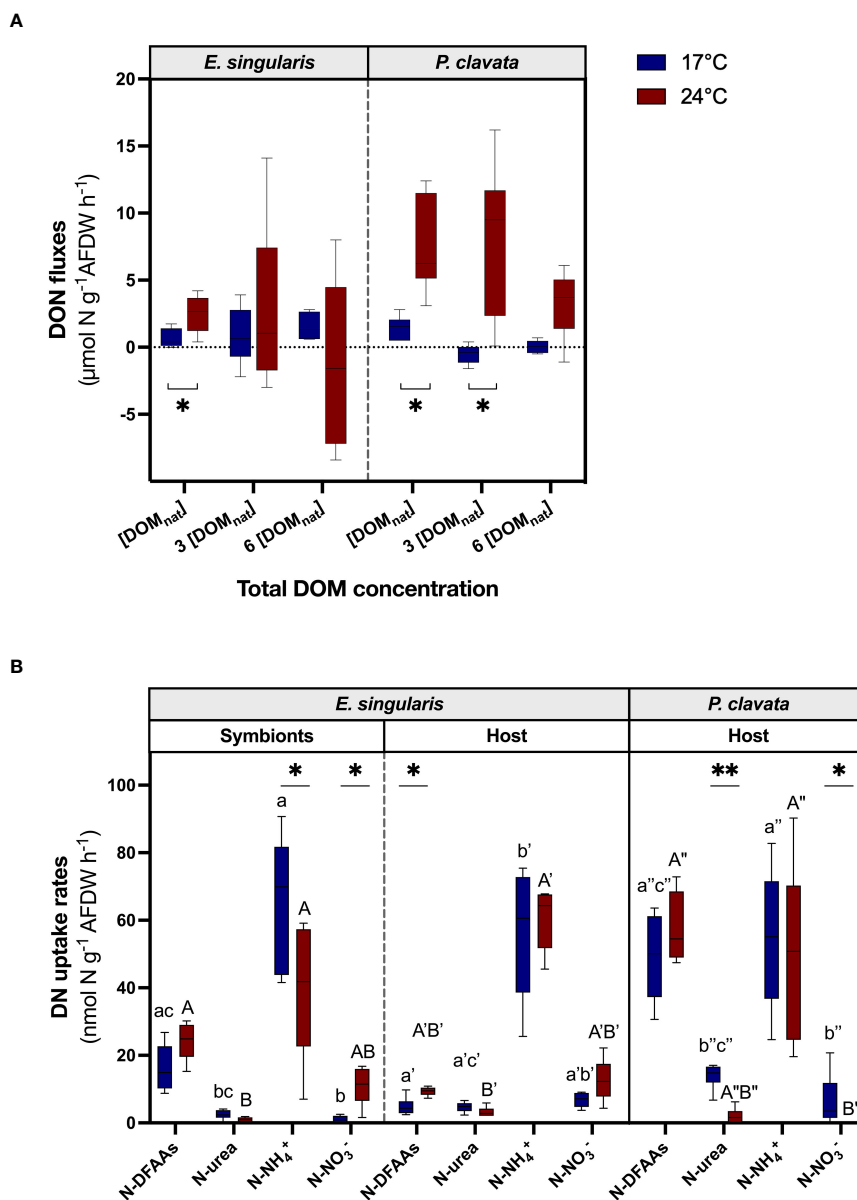 A
E. singularis
P. clavata
17°C
24°C
20
15
10
5
0
-5
DON fluxes
(µmol N g⁻¹AFDW h⁻¹)
*
*
*
[DOMnat]
3 [DOMnat]
6 [DOMnat]
[DOMnat]
3 [DOMnat]
6 [DOMnat]
Total DOM concentration
B
E. singularis
P. clavata
Symbionts
Host
Host
100
80
60
40
20
0
DN uptake rates
(nmol N g⁻¹ AFDW h⁻¹)
*
*
*
**
*
ac
A
bc
B
a
A
b
AB
a'
A'B'
a'c'
B'
b'
A'
a'b'
A'B'
a"c"
A"
b"c"
A"B"
a"
A"
b"
N-DFAAs
N-urea
N-NH₄⁺
N-NO₃⁻
N-DFAAs
N-urea
N-NH₄⁺
N-NO₃⁻
N-DFAAs
N-urea
N-NH₄⁺
N-NO₃⁻